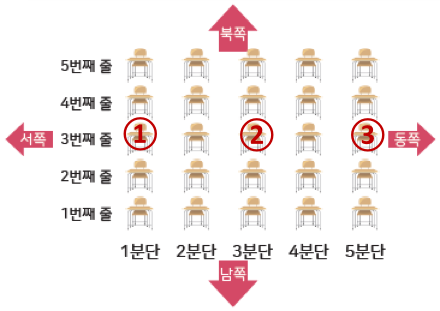 북쪽
5번째 줄
4번째 줄
서쪽 3번째 줄 1 2 3 동쪽
2번째 줄
1번째 줄
1분단 2분단 3분단 4분단 5분단
남쪽